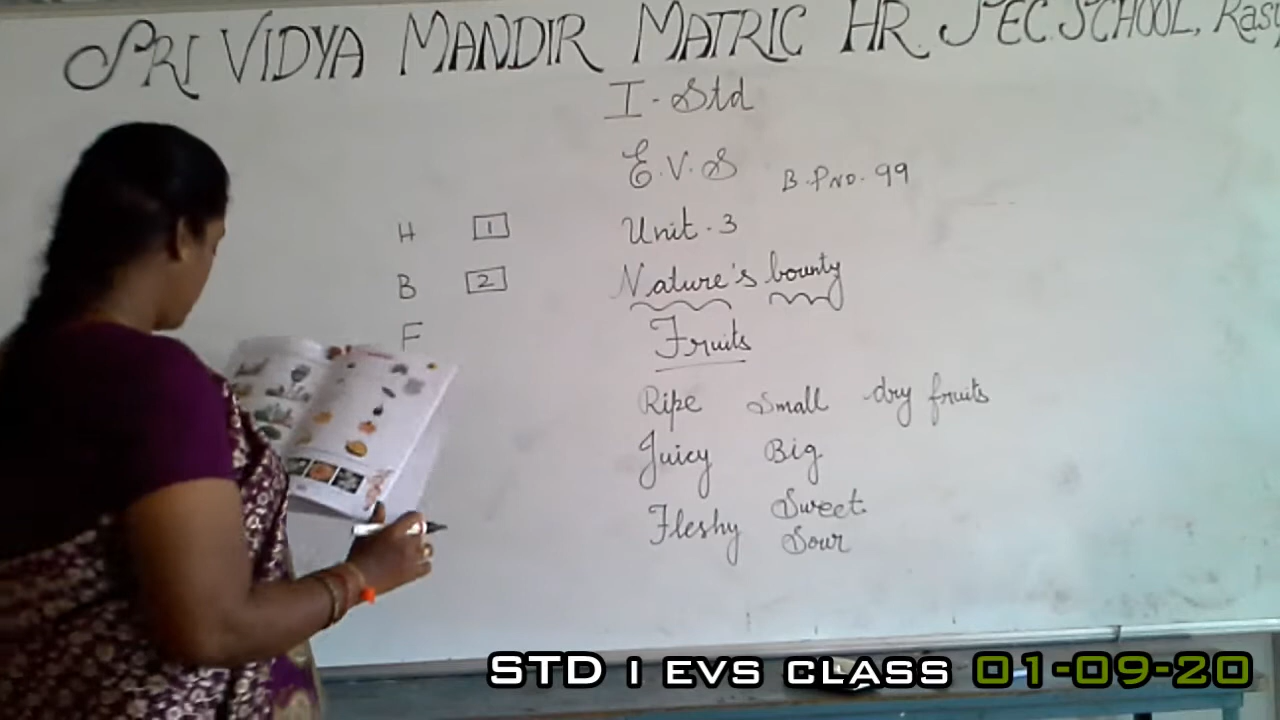 SRI VIDYA MANDIR MATRIC HR. SEC. SCHOOL,
I - Std
E.V.S B.P.NO. 99
H 1 Unit - 3
B 2 Nature's bounty
F Fruits
Ripe Small dry fruits
Juicy Big
Fleshy Sweet
Sour
STD I EVS CLASS 01-09-20